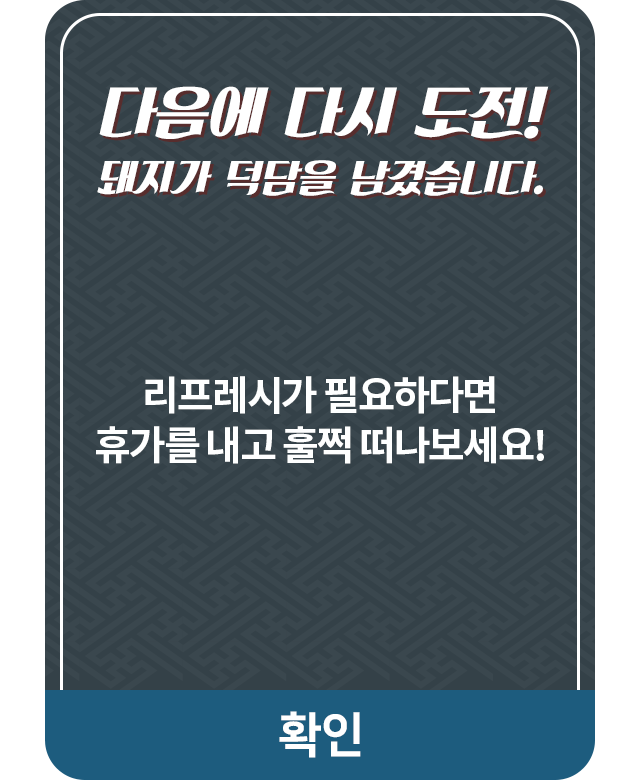 다음에 다시 도전!
돼지가 덕담을 남겼습니다.
리프레시가 필요하다면
휴가를 내고 훌쩍 떠나보세요!
확인